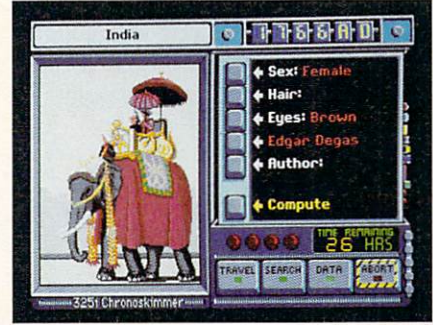 India
1766AD
Sex: Female
Hair:
Eyes: Brown
Edgar Degas
Author:
Compute
TIME REMAINING
26 HRS
TRAVEL SEARCH DATA ABORT
325i Chronoskimmer